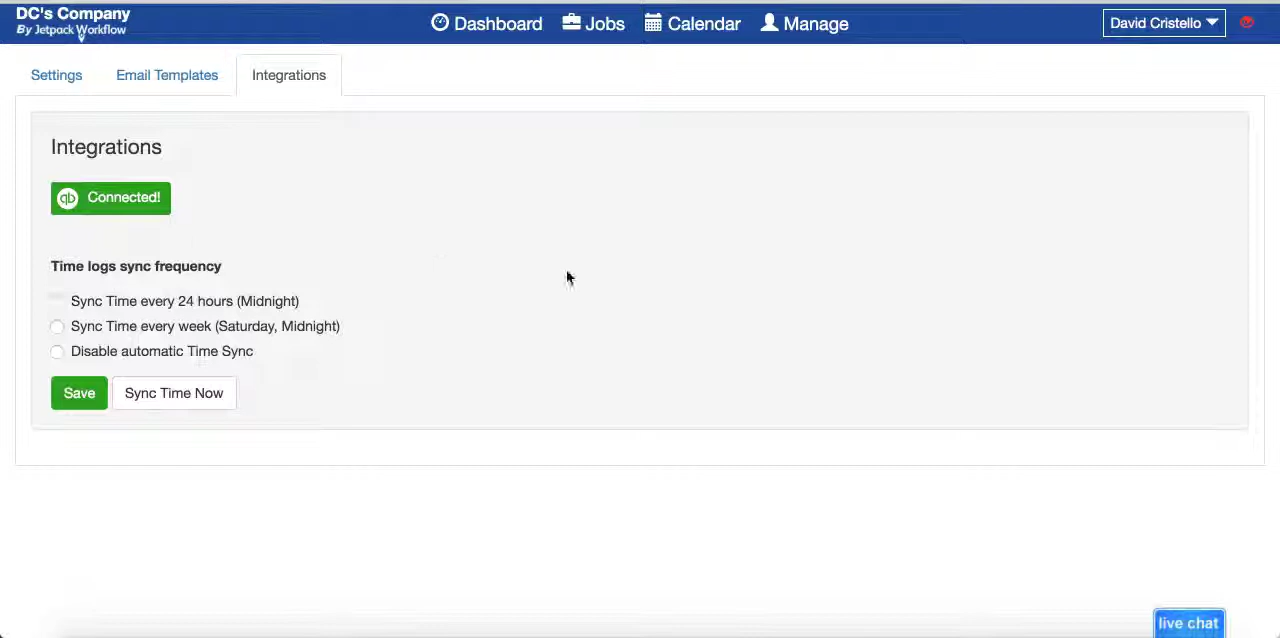 DC's Company
By Jetpack Workflow
Dashboard Jobs Calendar Manage
David Cristello
Settings Email Templates Integrations
Integrations
qb Connected!
Time logs sync frequency
Sync Time every 24 hours (Midnight)
Sync Time every week (Saturday, Midnight)
Disable automatic Time Sync
Save Sync Time Now
live chat